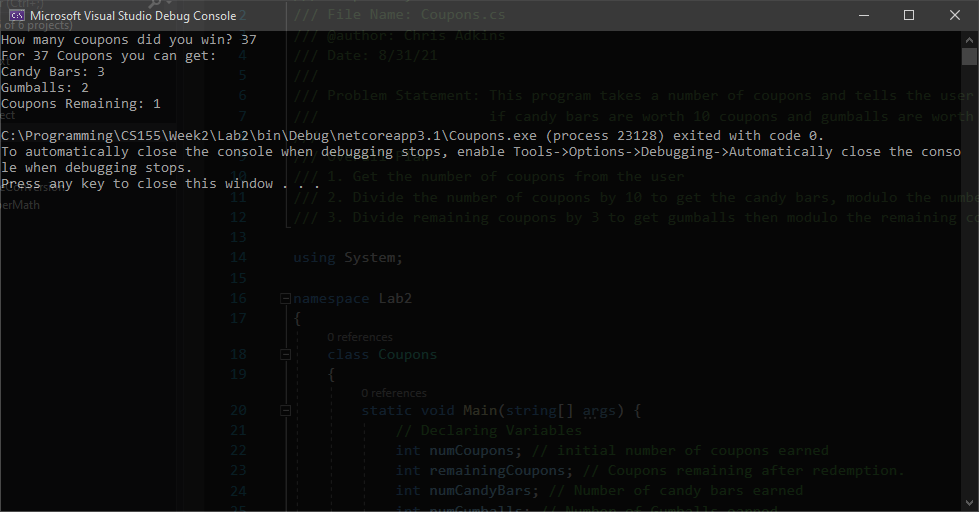 Microsoft Visual Studio Debug Console
How many coupons did you win? 37
For 37 Coupons you can get:
Candy Bars: 3
Gumballs: 2
Coupons Remaining: 1
C:\Programming\CS155\Week2\Lab2\bin\Debug\netcoreapp3.1\Coupons.exe (process 23128) exited with code 0.
To automatically close the console when debugging stops, enable Tools->Options->Debugging->Automatically close the conso
le when debugging stops.
Press any key to close this window . . .
of 6 projects)
2 /// File Name: Coupons.cs
/// @author: Chris Adkins
4 /// Date: 8/31/21
5 ///
6 /// Problem Statement: This program takes a number of coupons and tells the user
7 /// if candy bars are worth 10 coupons and gumballs are worth
/// 1. Get the number of coupons from the user
11 /// 2. Divide the number of coupons by 10 to get the candy bars, modulo the numbe
12 /// 3. Divide remaining coupons by 3 to get gumballs then modulo the remaining co
13
14 using System;
15
16 namespace Lab2
17 {
0 references
18 class Coupons
19 {
0 references
20 static void Main(string[] args) {
21 // Declaring Variables
22 int numCoupons; // initial number of coupons earned
23 int remainingCoupons; // Coupons remaining after redemption.
24 int numCandyBars; // Number of candy bars earned
25 int numGumballs; // Number of Gumballs earned